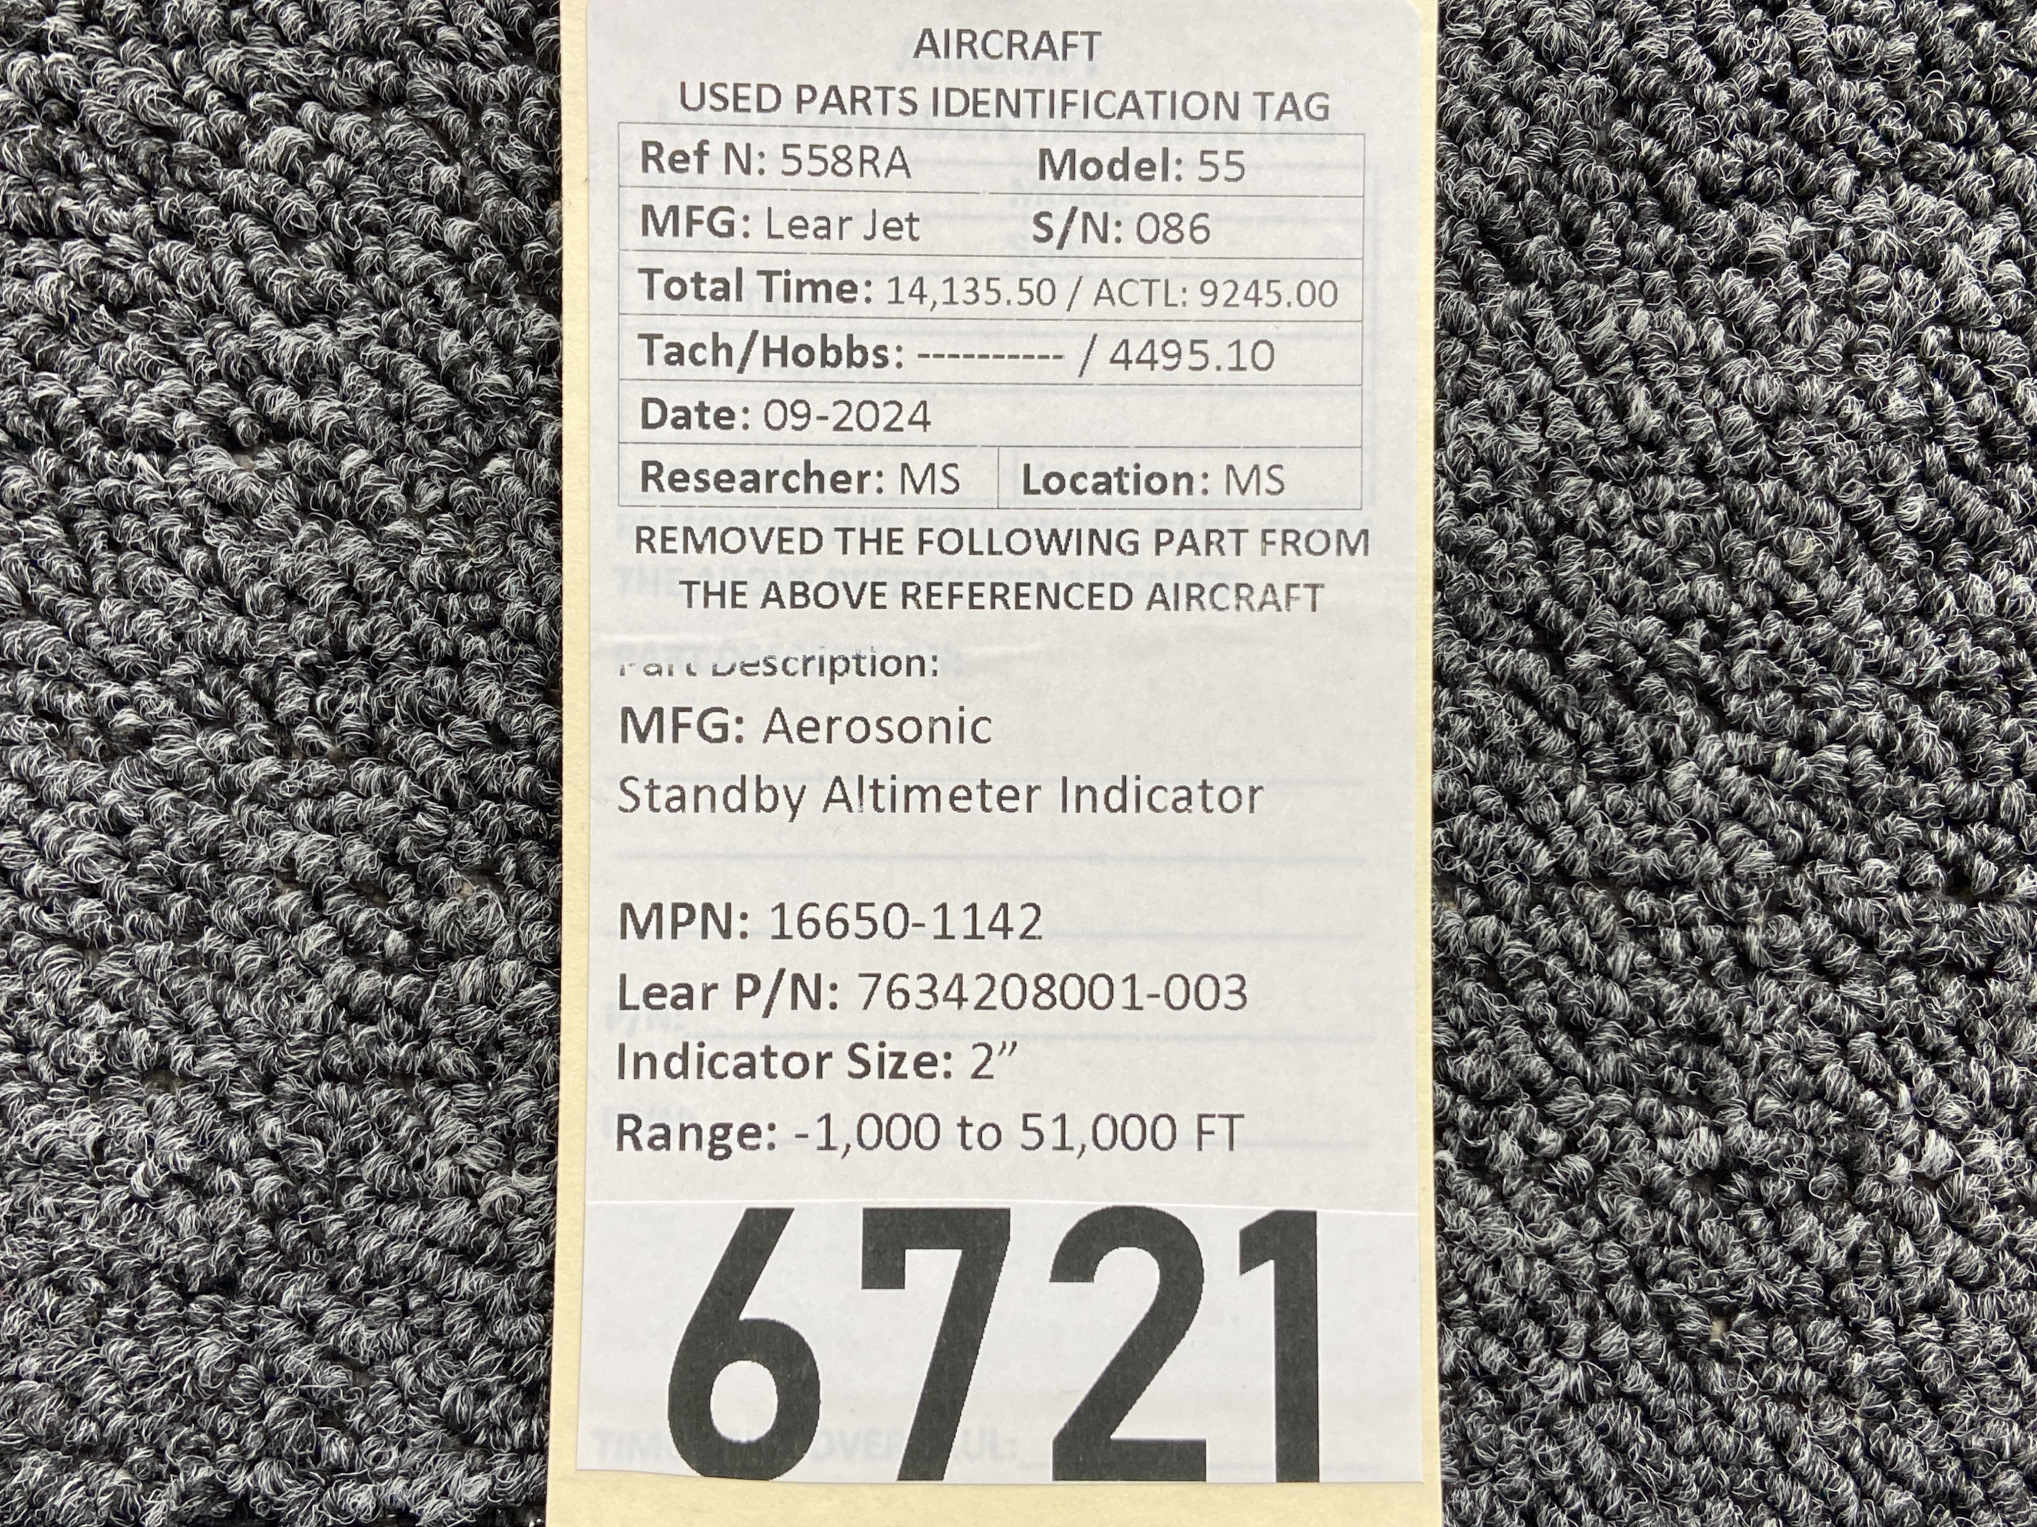 AIRCRAFT
USED PARTS IDENTIFICATION TAG
Ref N: 558RA Model: 55
MFG: Lear Jet S/N: 086
Total Time: 14,135.50 / ACTL: 9245.00
Tach/Hobbs: ---------- / 4495.10
Date: 09-2024
Researcher: MS Location: MS
REMOVED THE FOLLOWING PART FROM
THE ABOVE REFERENCED AIRCRAFT
Part Description:
MFG: Aerosonic
Standby Altimeter Indicator
MPN: 16650-1142
Lear P/N: 7634208001-003
Indicator Size: 2”
Range: -1,000 to 51,000 FT
6721